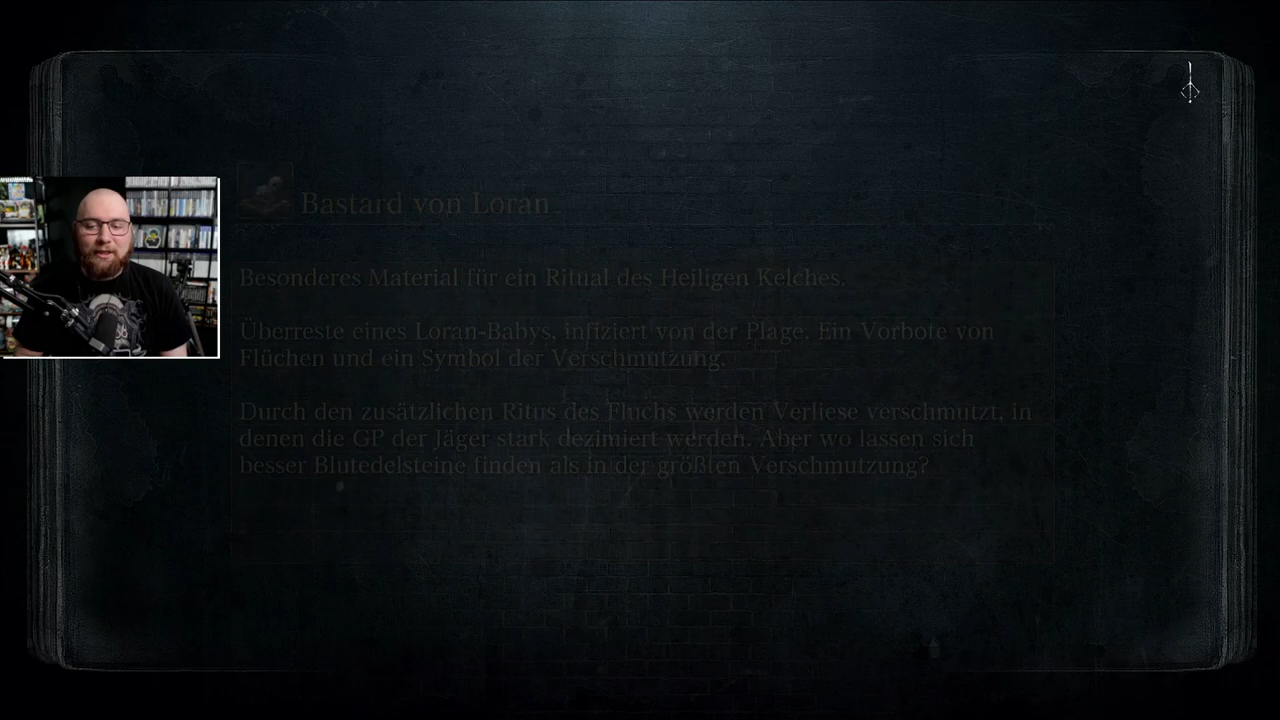 Bastard von Loran
Besonderes Material für ein Ritual des Heiligen Kelches.
Überreste eines Loran-Babys, infiziert von der Plage. Ein Vorbote von
Flüchen und ein Symbol der Verschmutzung.
Durch den zusätzlichen Ritus des Fluchs werden Verliese verschmutzt, in
denen die GP der Jäger stark dezimiert werden. Aber wo lassen sich
besser Blutedelsteine finden als in der größten Verschmutzung?